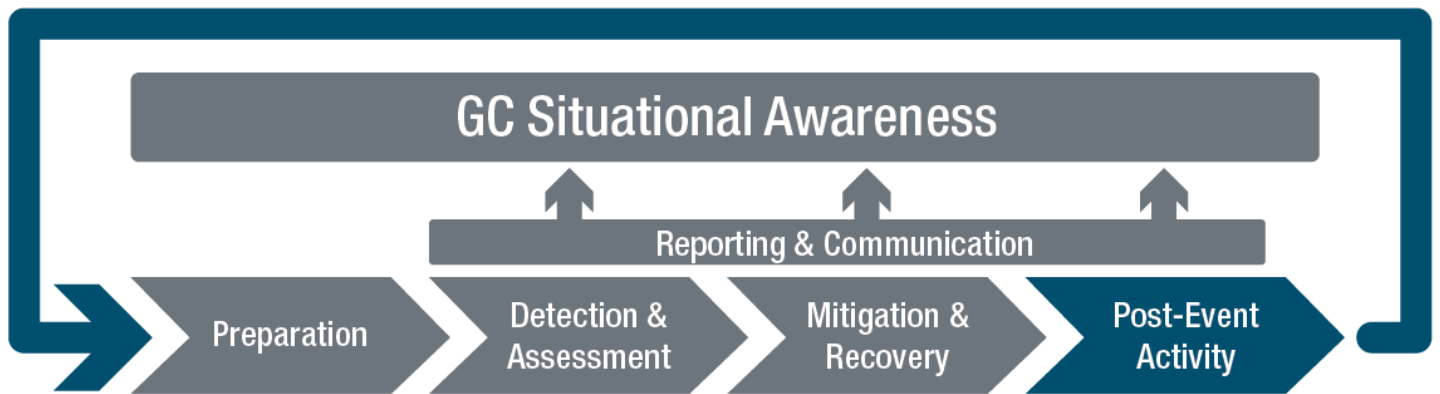 GC Situational Awareness
Reporting & Communication
Preparation
Detection &
Assessment
Mitigation &
Recovery
Post-Event
Activity